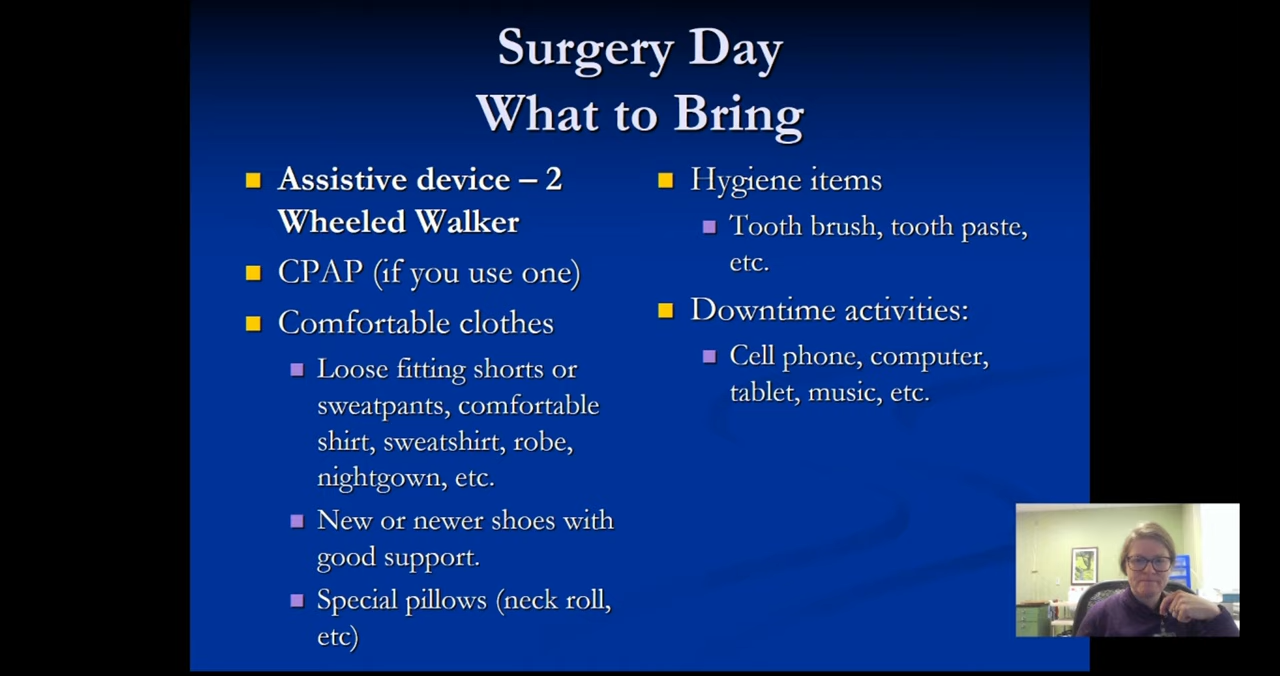 Surgery Day
What to Bring
Assistive device – 2
Wheeled Walker
CPAP (if you use one)
Comfortable clothes
Loose fitting shorts or
sweatpants, comfortable
shirt, sweatshirt, robe,
nightgown, etc.
New or newer shoes with
good support.
Special pillows (neck roll,
etc)
Hygiene items
Tooth brush, tooth paste,
etc.
Downtime activities:
Cell phone, computer,
tablet, music, etc.